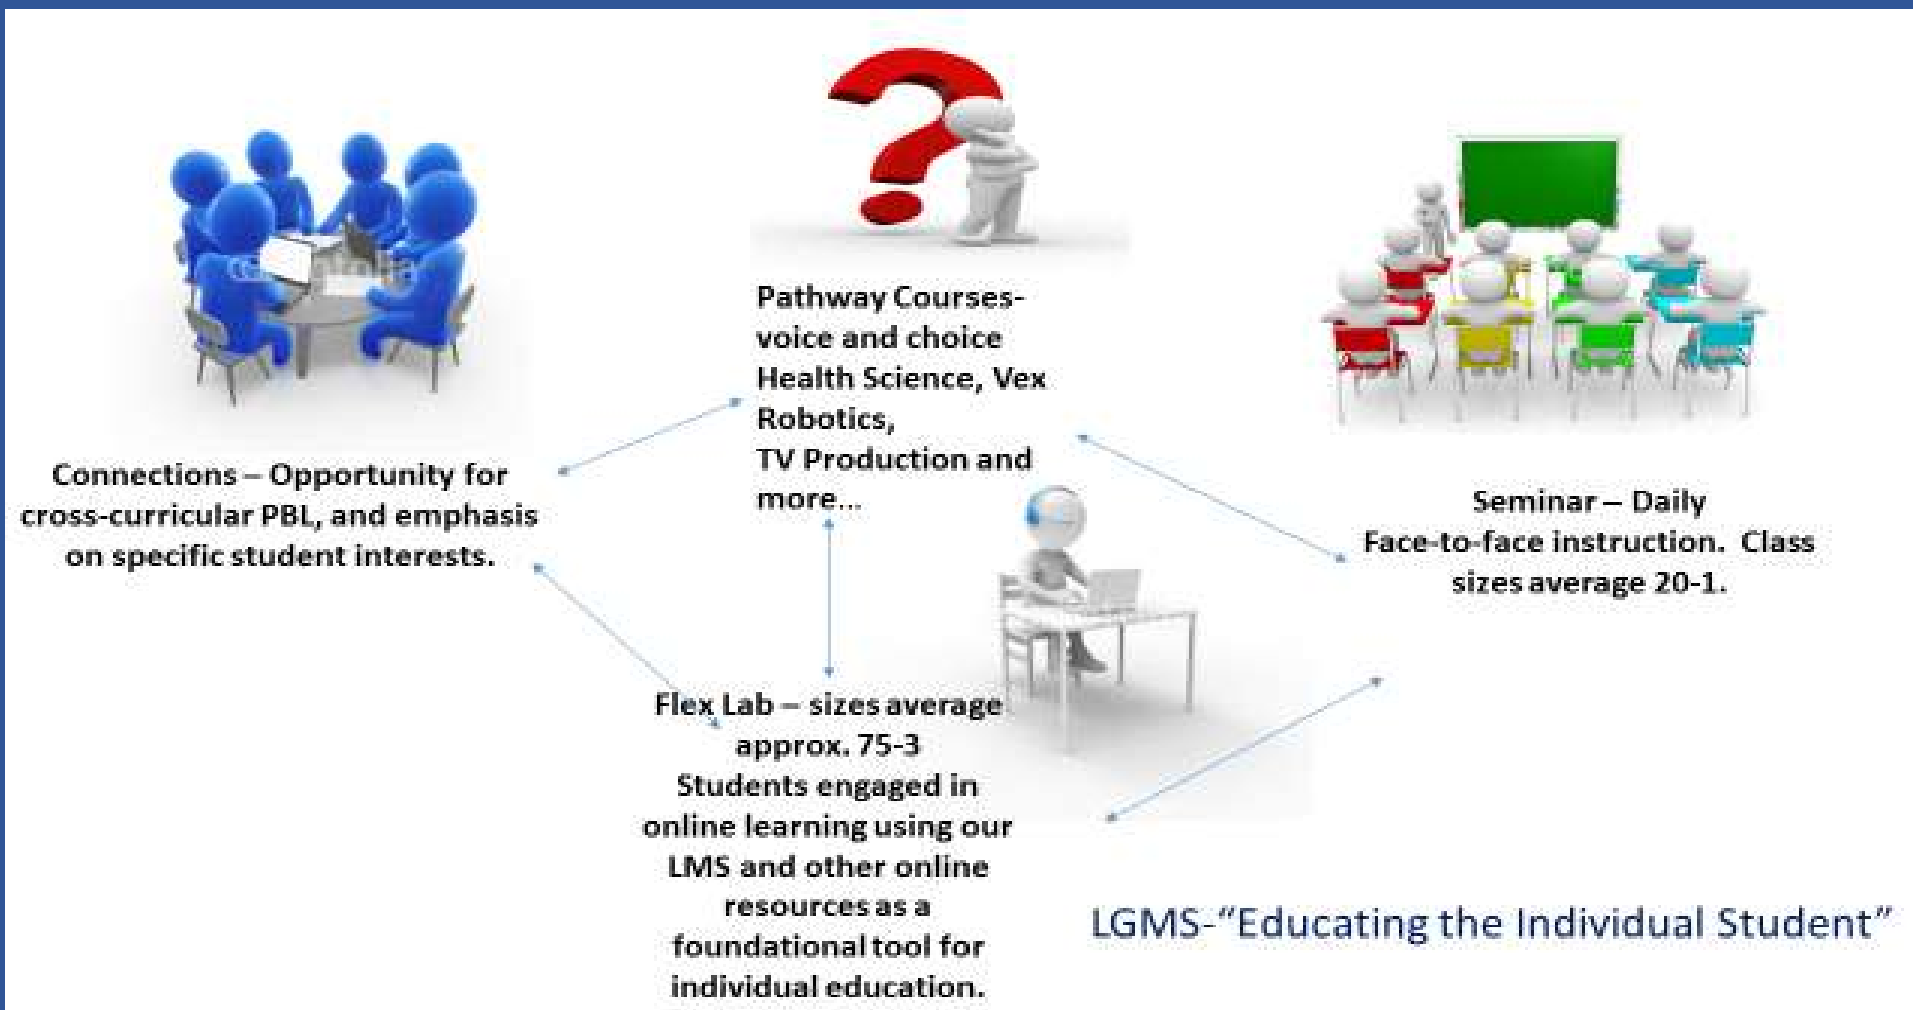 Pathway Courses-
voice and choice
Health Science, Vex
Robotics,
TV Production and
more...
Connections – Opportunity for
cross-curricular PBL, and emphasis
on specific student interests.
Seminar – Daily
Face-to-face instruction.  Class
sizes average 20-1.
Flex Lab – sizes average
approx. 75-3
Students engaged in
online learning using our
LMS and other online
resources as a
foundational tool for
individual education.
LGMS-“Educating the Individual Student”